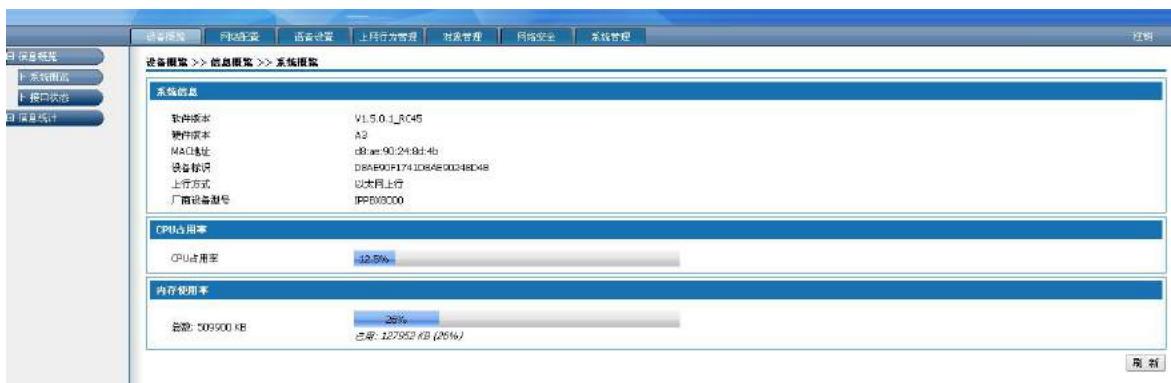 设备概览 网络配置 语音设置 上网行为管理 对象管理 网络安全 系统管理 注销
信息概览
系统概览
接口状态
信息统计
设备概览 >> 信息概览 >> 系统概览
系统信息
软件版本 V1.5.0.1_RC45
硬件版本 A3
MAC地址 d8:ae:90:24:8d:4b
设备标识 D8AE90F1741D8AE90248D4B
上行方式 以太网上行
厂商设备型号 IPPBX8000
CPU占用率
CPU占用率 12.5%
内存使用率
总数: 509900 KB 25%
已用: 127952 KB (25%)
刷 新